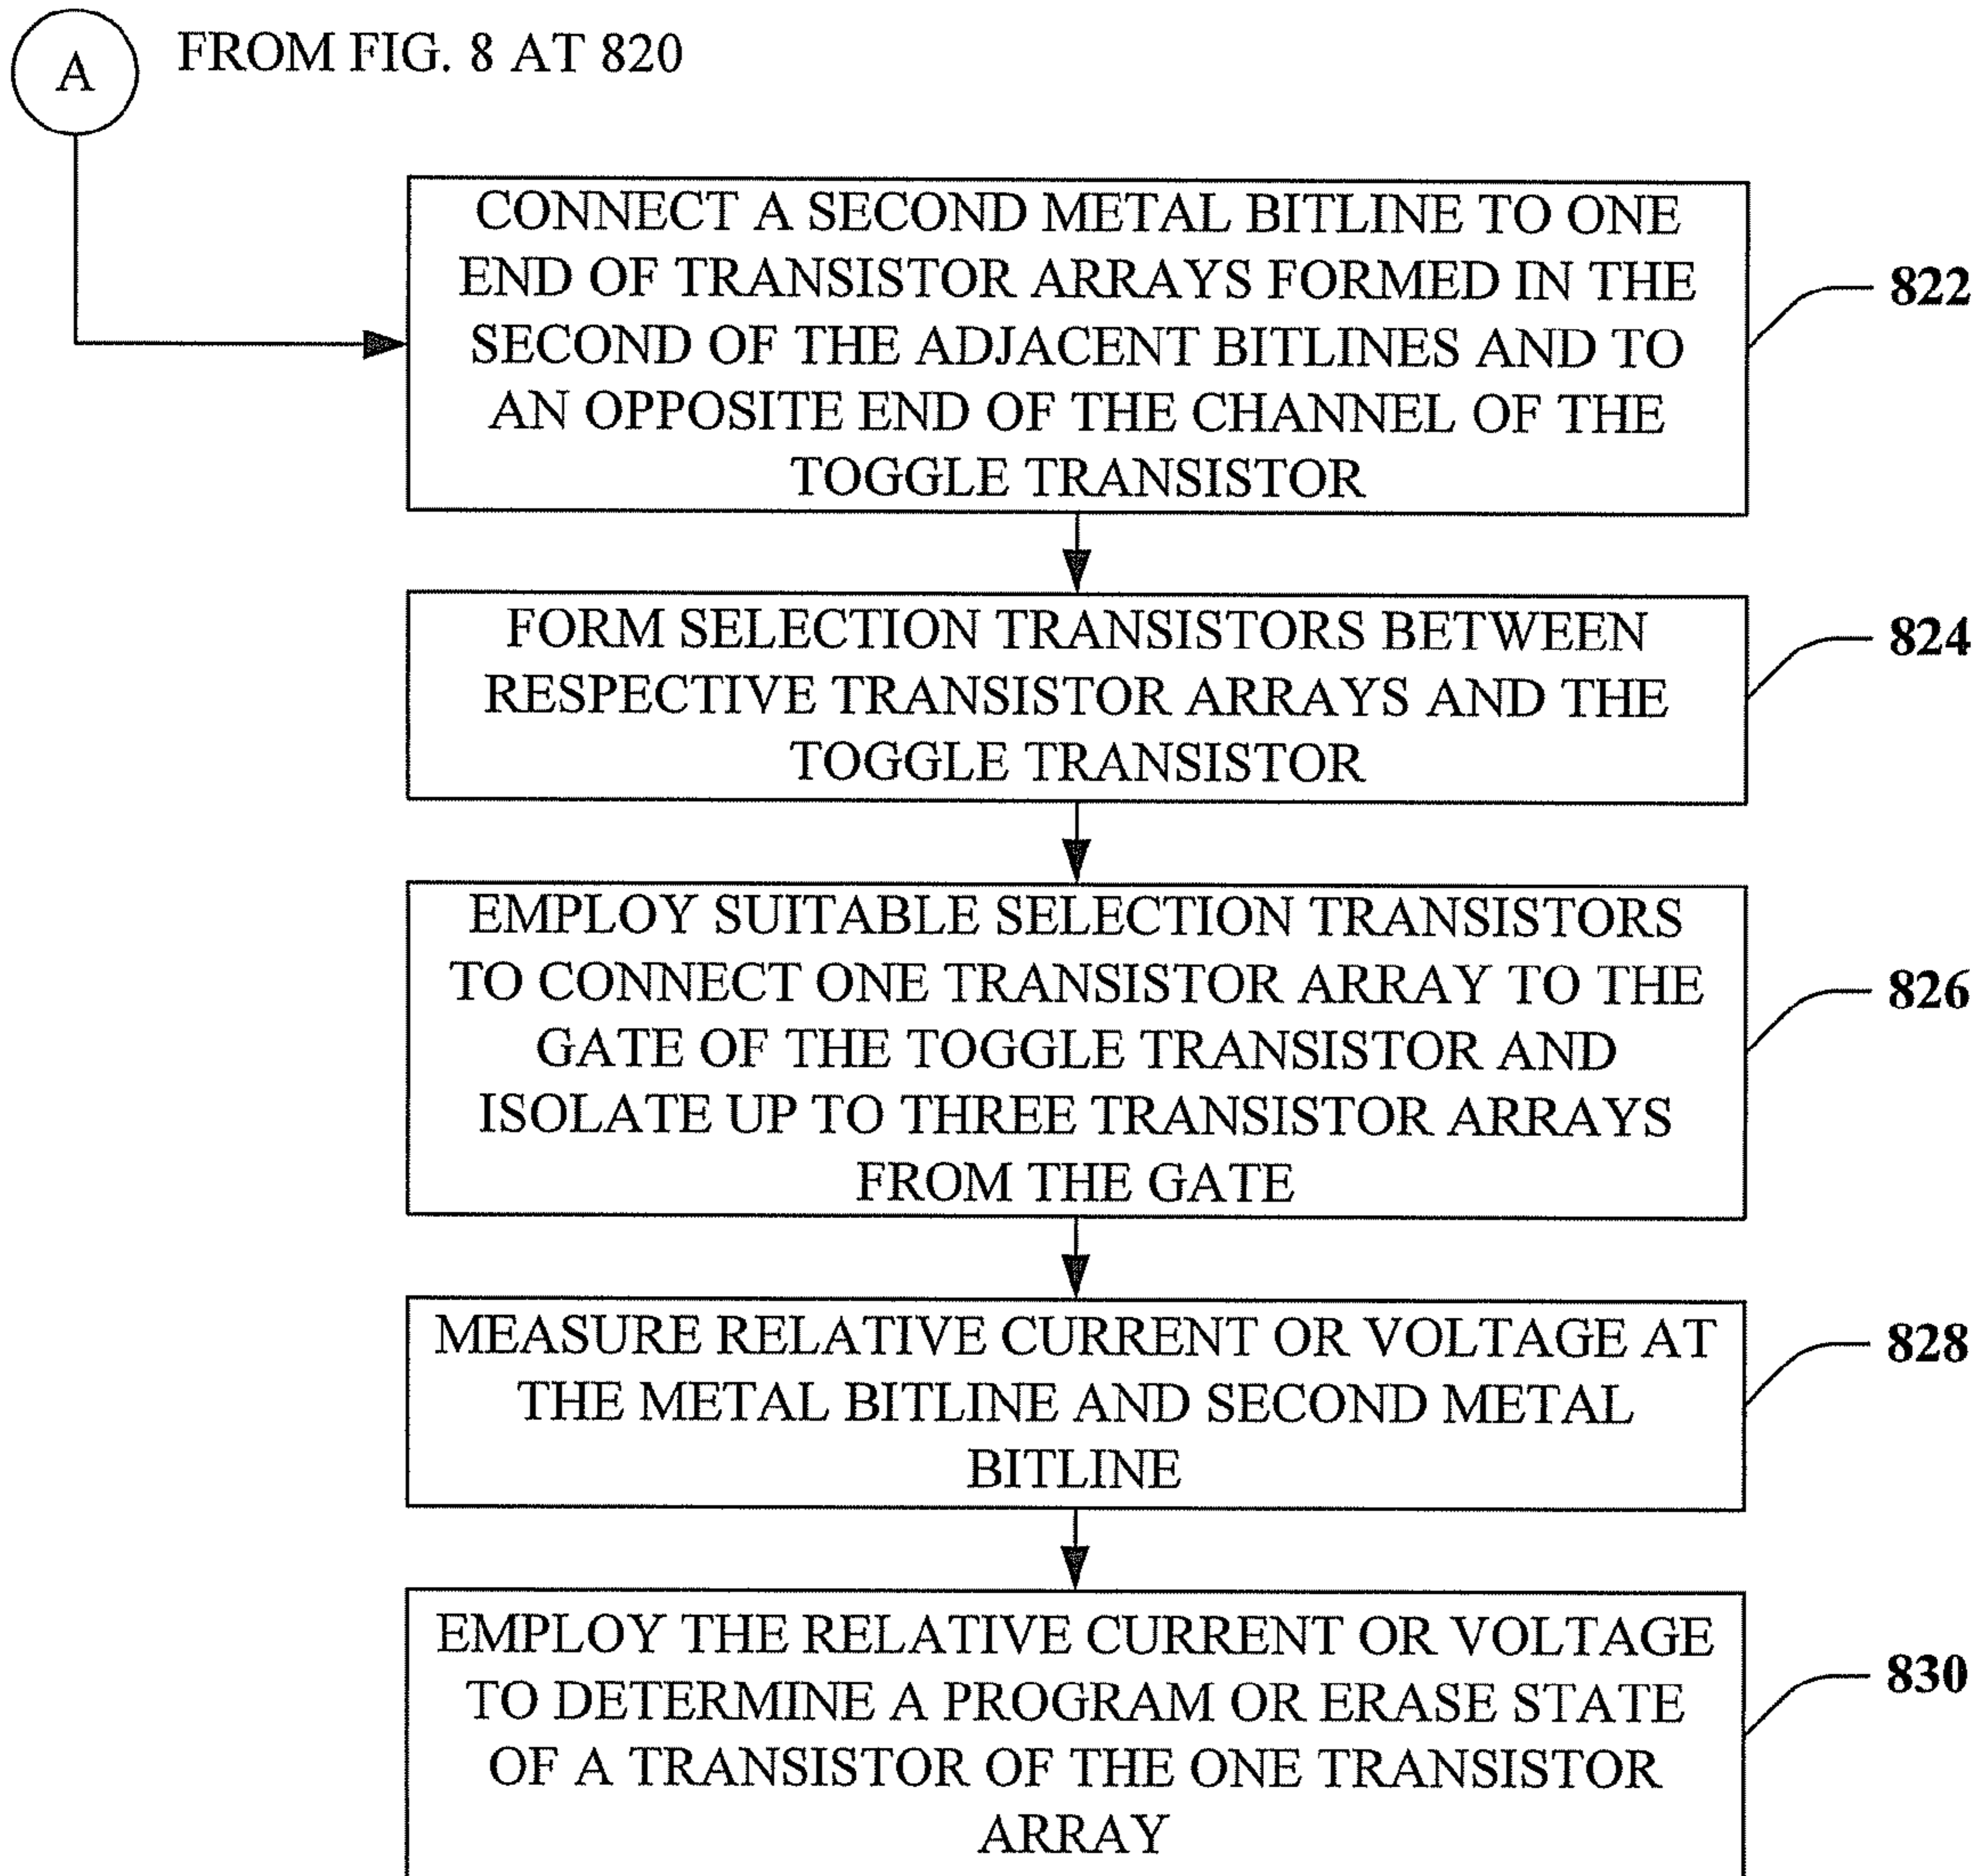 A
FROM FIG. 8 AT 820
CONNECT A SECOND METAL BITLINE TO ONE
END OF TRANSISTOR ARRAYS FORMED IN THE
SECOND OF THE ADJACENT BITLINES AND TO
AN OPPOSITE END OF THE CHANNEL OF THE
TOGGLE TRANSISTOR
822
FORM SELECTION TRANSISTORS BETWEEN
RESPECTIVE TRANSISTOR ARRAYS AND THE
TOGGLE TRANSISTOR
824
EMPLOY SUITABLE SELECTION TRANSISTORS
TO CONNECT ONE TRANSISTOR ARRAY TO THE
GATE OF THE TOGGLE TRANSISTOR AND
ISOLATE UP TO THREE TRANSISTOR ARRAYS
FROM THE GATE
826
MEASURE RELATIVE CURRENT OR VOLTAGE AT
THE METAL BITLINE AND SECOND METAL
BITLINE
828
EMPLOY THE RELATIVE CURRENT OR VOLTAGE
TO DETERMINE A PROGRAM OR ERASE STATE
OF A TRANSISTOR OF THE ONE TRANSISTOR
ARRAY
830